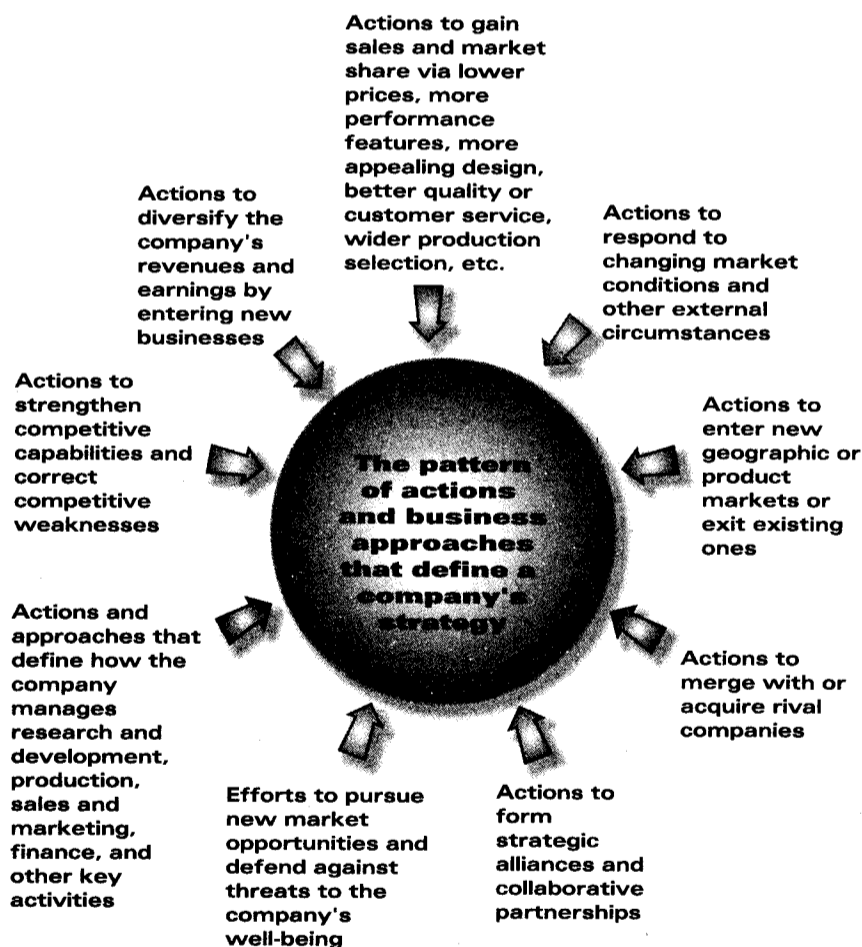 Actions to gain
sales and market
share via lower
prices, more
performance
features, more
appealing design,
better quality or
customer service,
wider production
selection, etc.
Actions to
respond to
changing market
conditions and
other external
circumstances
Actions to
enter new
geographic or
product
markets or
exit existing
ones
Actions to
merge with or
acquire rival
companies
Actions to
form
strategic
alliances and
collaborative
partnerships
Efforts to pursue
new market
opportunities and
defend against
threats to the
company's
well-being
Actions and
approaches that
define how the
company
manages
research and
development,
production,
sales and
marketing,
finance, and
other key
activities
Actions to
strengthen
competitive
capabilities and
correct
competitive
weaknesses
Actions to
diversify the
company's
revenues and
earnings by
entering new
businesses
The pattern
of actions
and business
approaches
that define a
company's
strategy